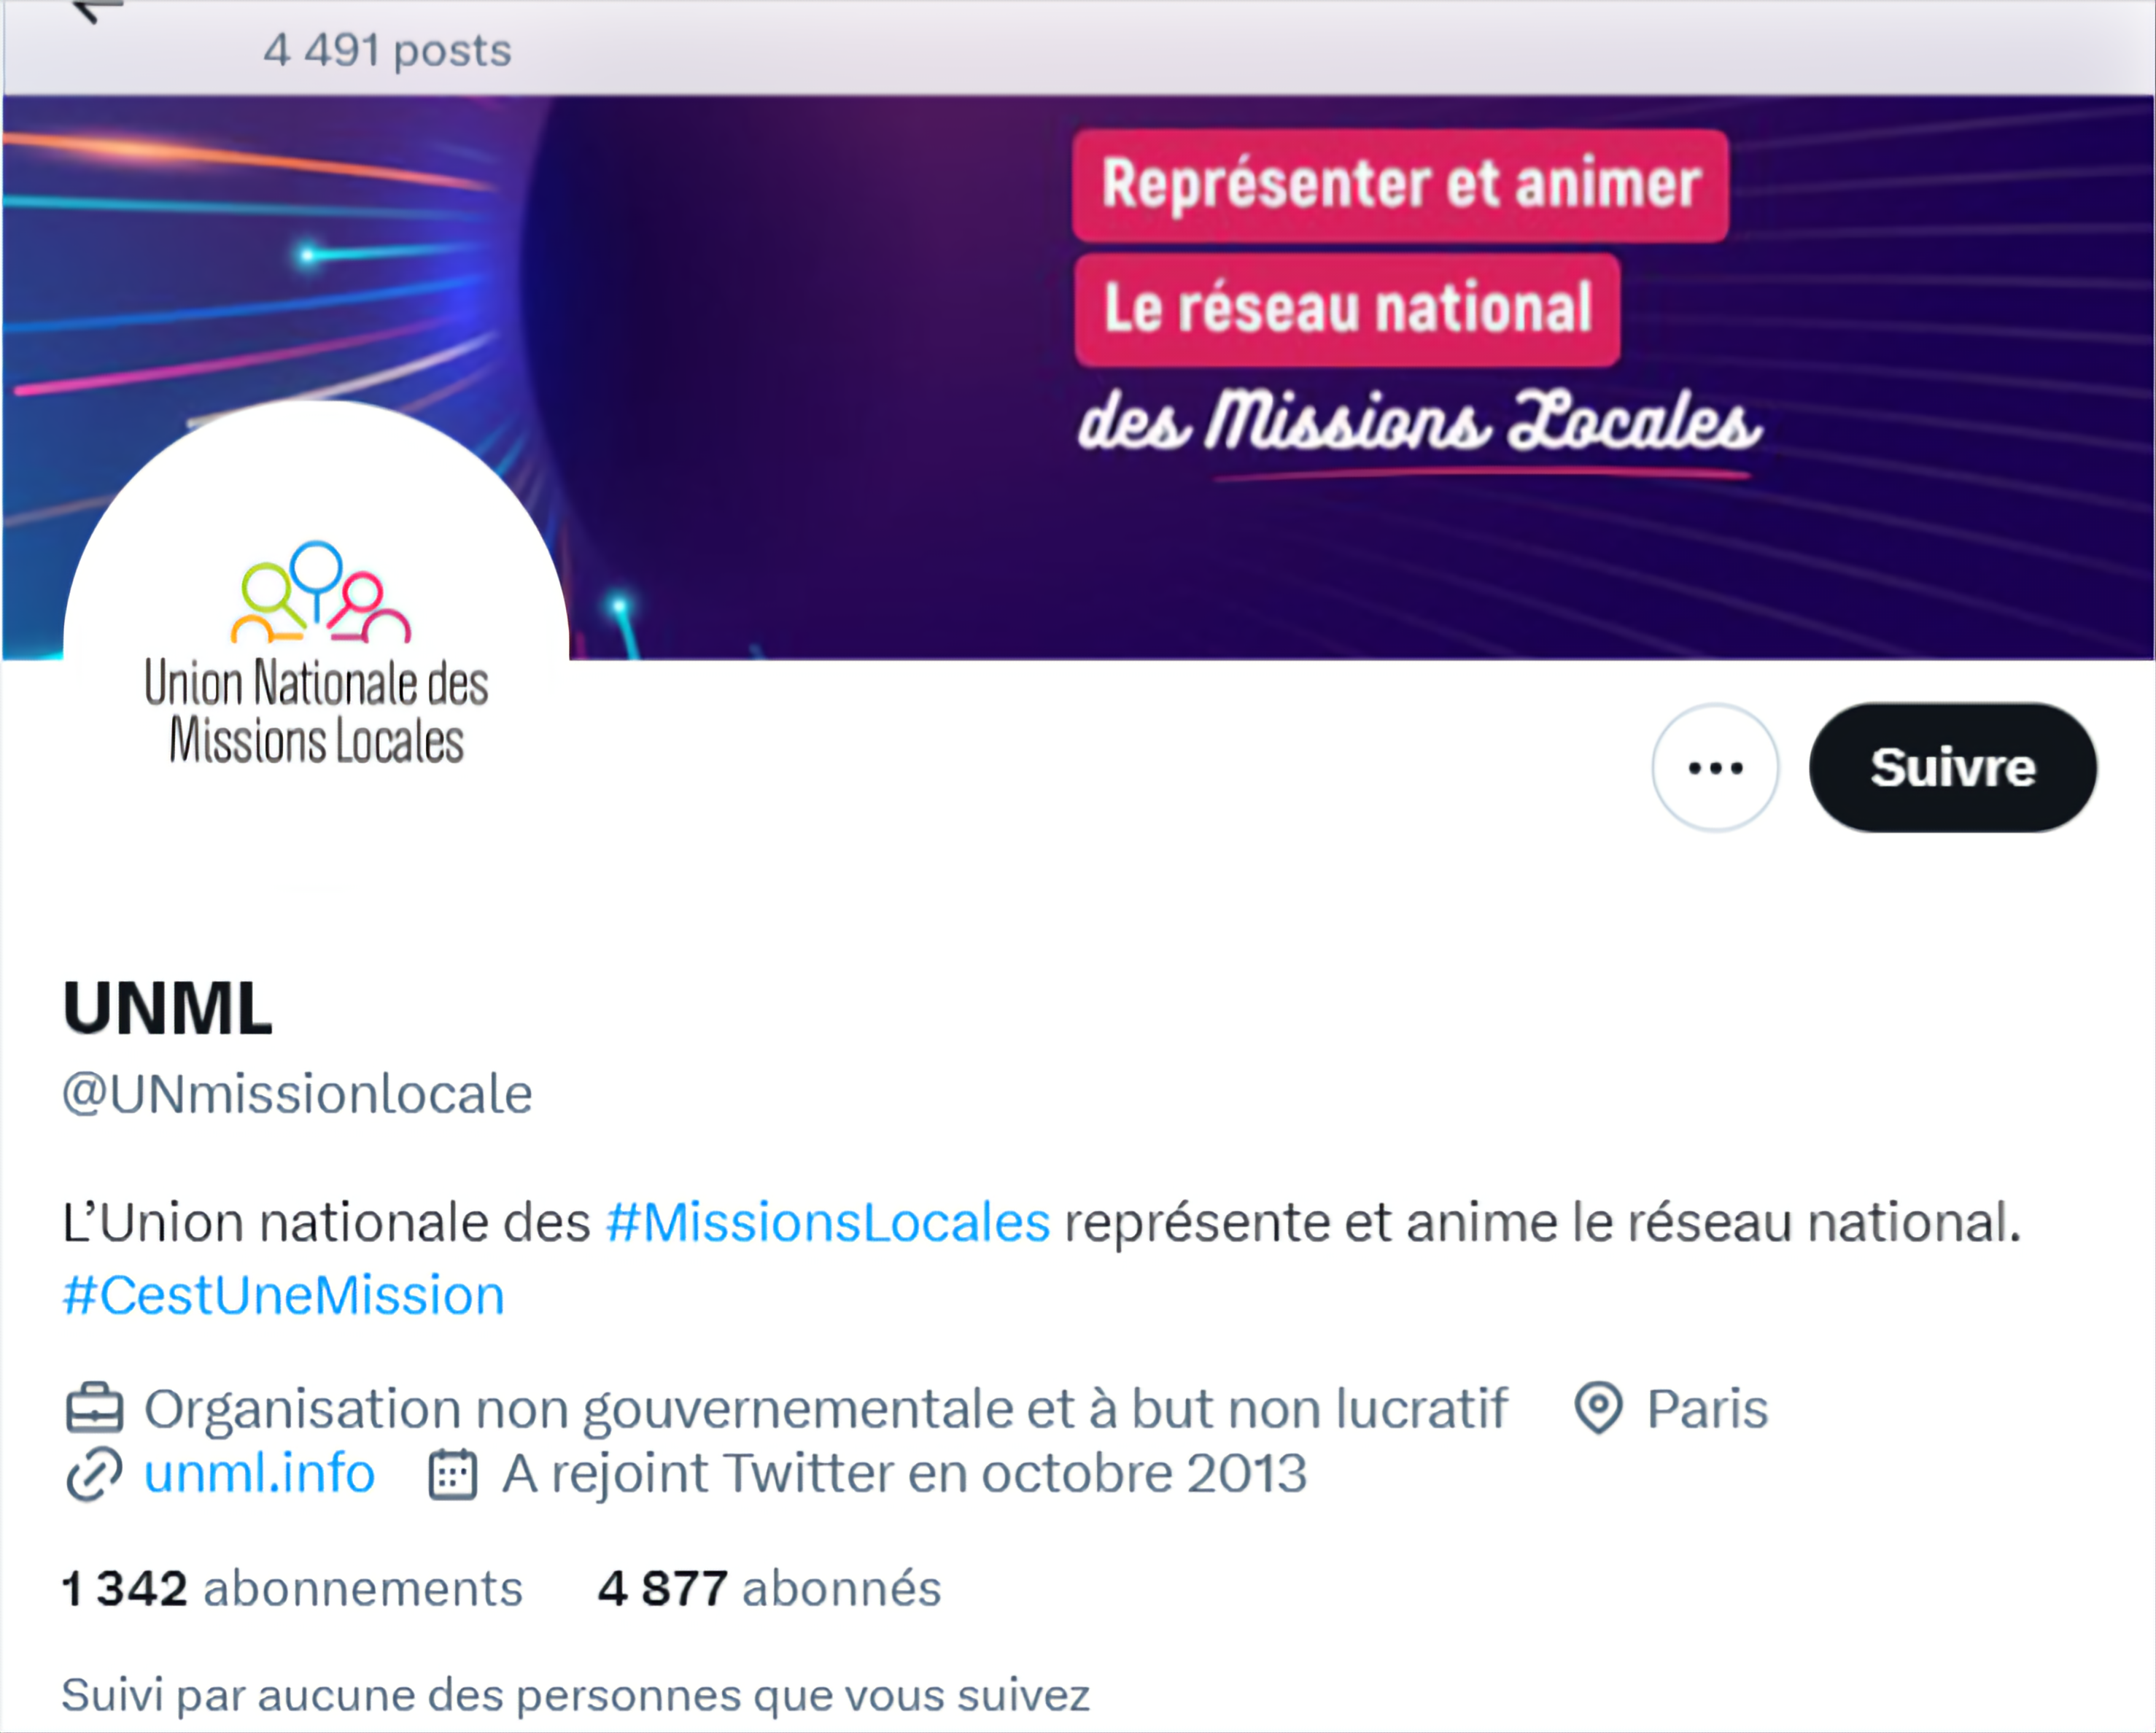 4 491 posts
Représenter et animer
Le réseau national
des Missions Locales
Union Nationale des
Missions Locales
Suivre
UNML
@UNmissionlocale
L’Union nationale des #MissionsLocales représente et anime le réseau national.
#CestUneMission
Organisation non gouvernementale et à but non lucratif Paris
unml.info A rejoint Twitter en octobre 2013
1 342 abonnements 4 877 abonnés
Suivi par aucune des personnes que vous suivez